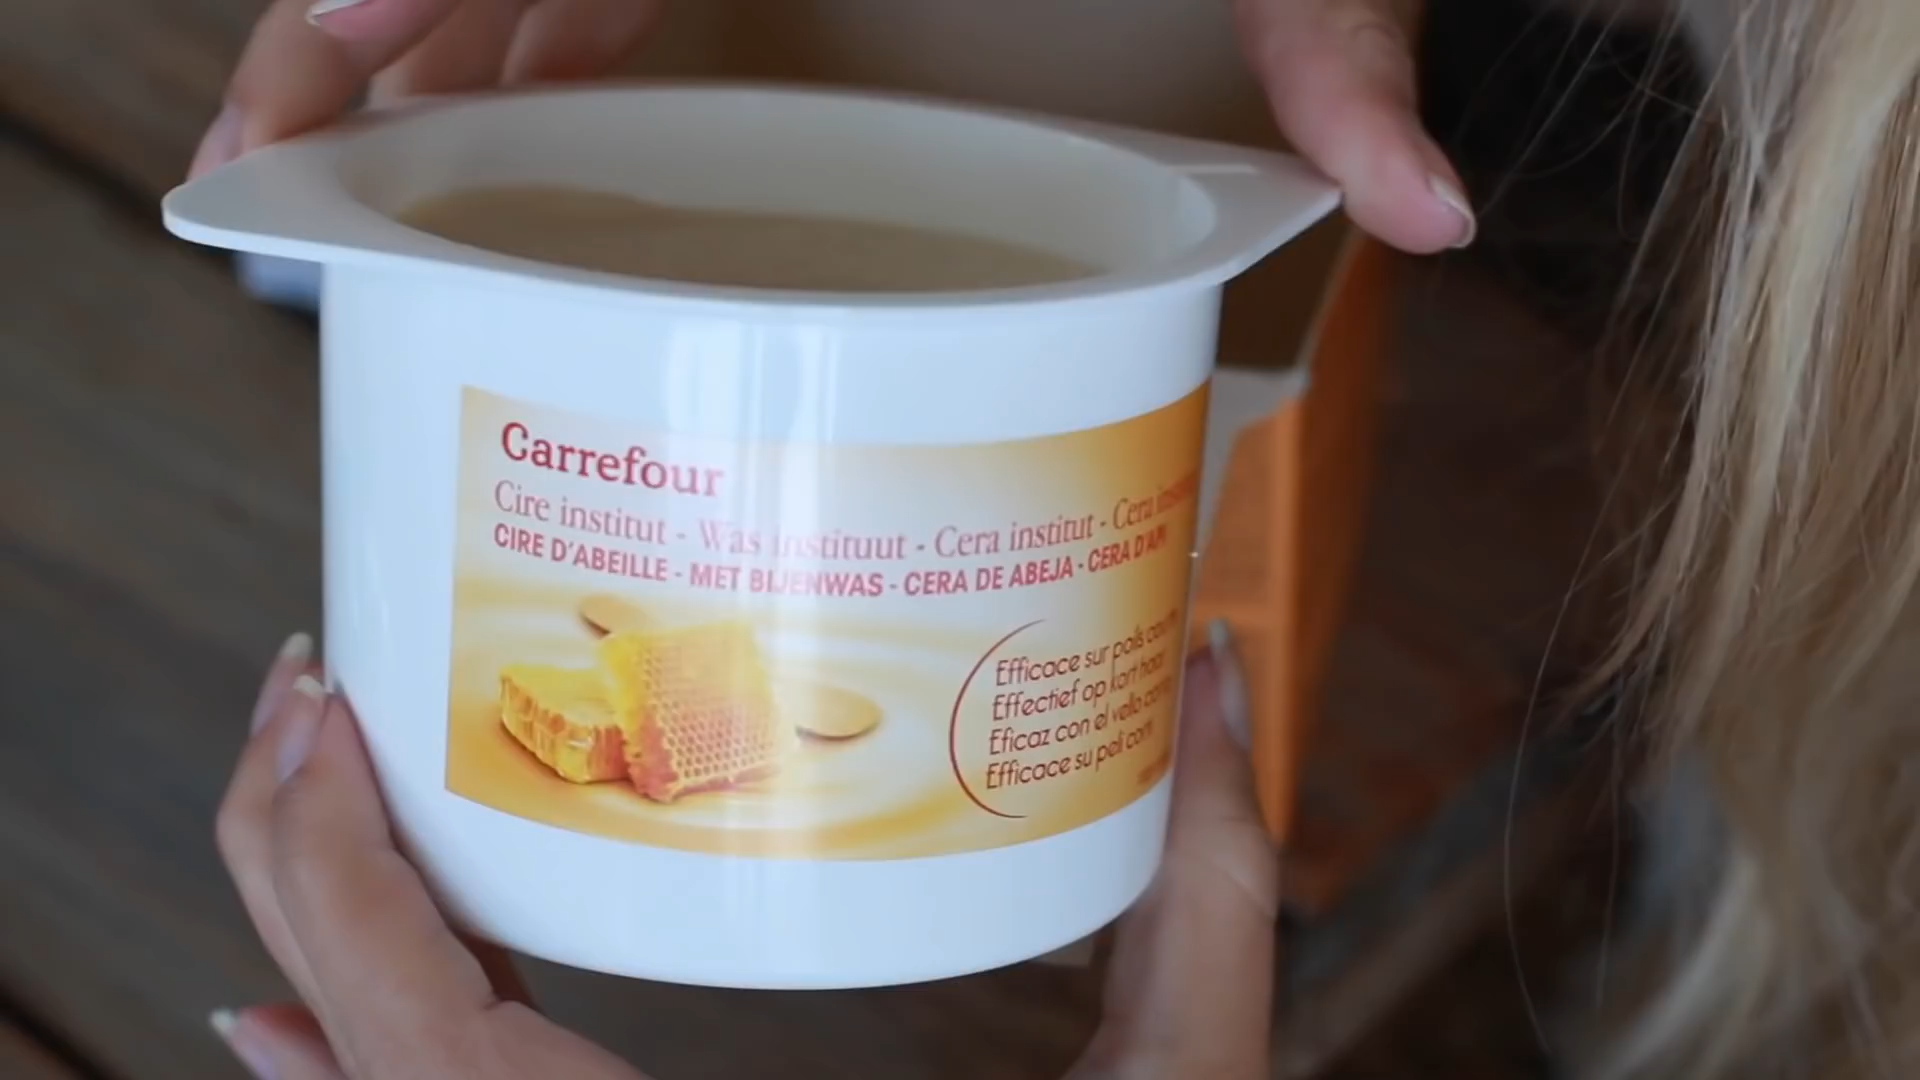 Carrefour
Cire institut - Was instituut - Cera institut - Cera
CIRE D'ABEILLE - MET BIJENWAS - CERA DE ABEJA - CERA D'API
Efficace sur poils
Effectief op kort haar
Eficaz con el vello
Efficace su peli corti